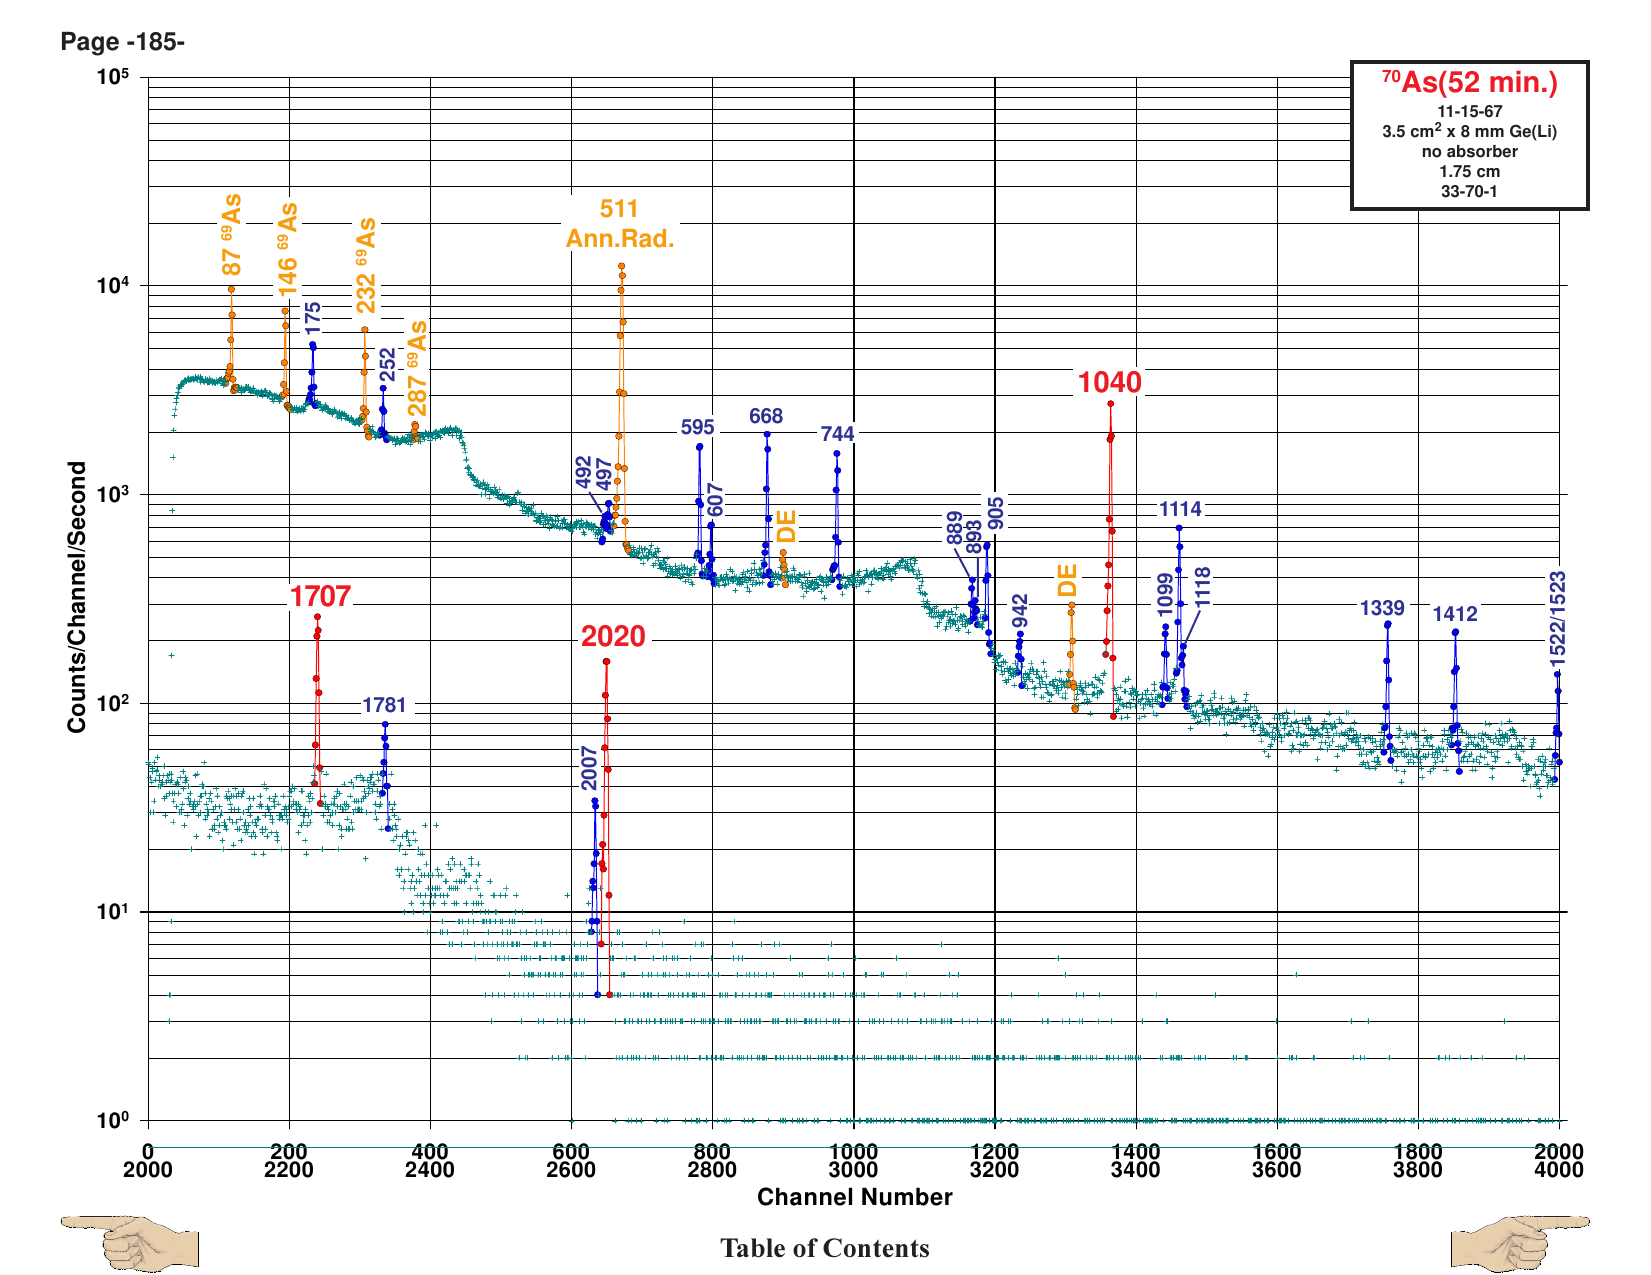 Page -185-
⁷⁰As(52 min.)
11-15-67
3.5 cm² x 8 mm Ge(Li)
no absorber
1.75 cm
33-70-1
10⁵
10⁴
10³
10²
10¹
10⁰
Counts/Channel/Second
87 ⁶⁹As
146 ⁶⁹As
175
232 ⁶⁹As
252
287 ⁶⁹As
511
Ann.Rad.
492
497
595
607
668
DE
744
889
893
905
942
DE
1040
1099
1114
1118
1339
1412
1522/1523
1707
1781
2007
2020
0 200 400 600 800 1000 1200 1400 1600 1800 2000
2000 2200 2400 2600 2800 3000 3200 3400 3600 3800 4000
Channel Number
Table of Contents